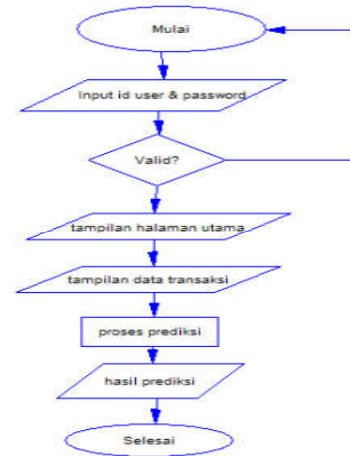 Mulai
Input id user & password
Valid?
tampilan halaman utama
tampilan data transaksi
proses prediksi
hasil prediksi
Selesai